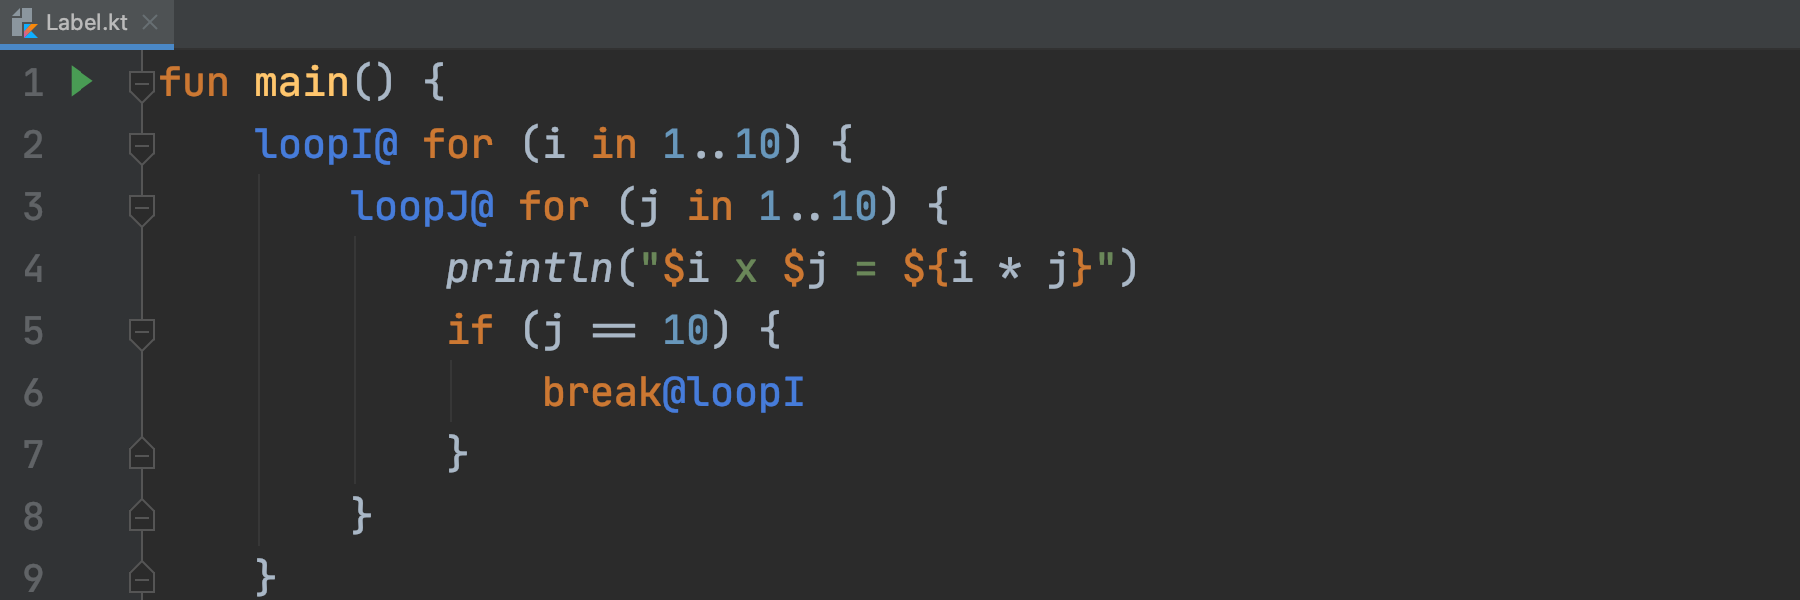 Label.kt
1 fun main() {
2 loopI@ for (i in 1..10) {
3 loopJ@ for (j in 1..10) {
4 println("$i x $j = ${i * j}")
5 if (j == 10) {
6 break@loopI
7 }
8 }
9 }